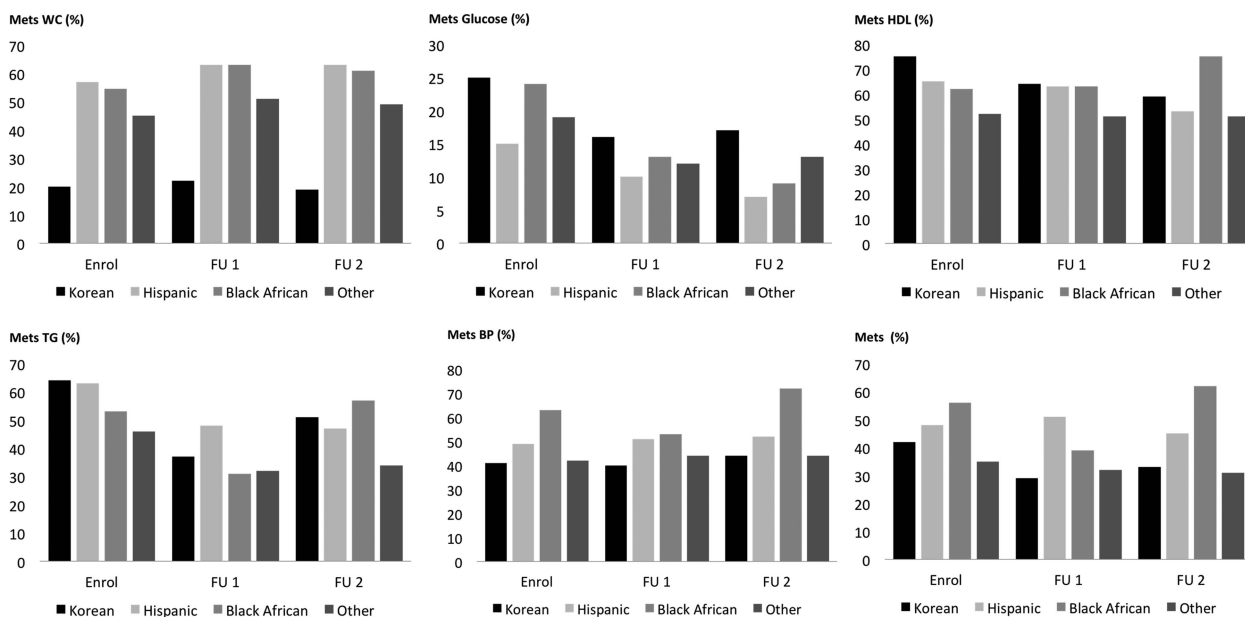 Mets WC (%)
70
60
50
40
30
20
10
0
Enrol FU 1 FU 2
Korean Hispanic Black African Other
Mets Glucose (%)
30
25
20
15
10
5
0
Enrol FU 1 FU 2
Korean Hispanic Black African Other
Mets HDL (%)
80
70
60
50
40
30
20
10
0
Enrol FU 1 FU 2
Korean Hispanic Black African Other
Mets TG (%)
70
60
50
40
30
20
10
0
Enrol FU 1 FU 2
Korean Hispanic Black African Other
Mets BP (%)
80
70
60
50
40
30
20
10
0
Enrol FU 1 FU 2
Korean Hispanic Black African Other
Mets (%)
70
60
50
40
30
20
10
0
Enrol FU 1 FU 2
Korean Hispanic Black African Other